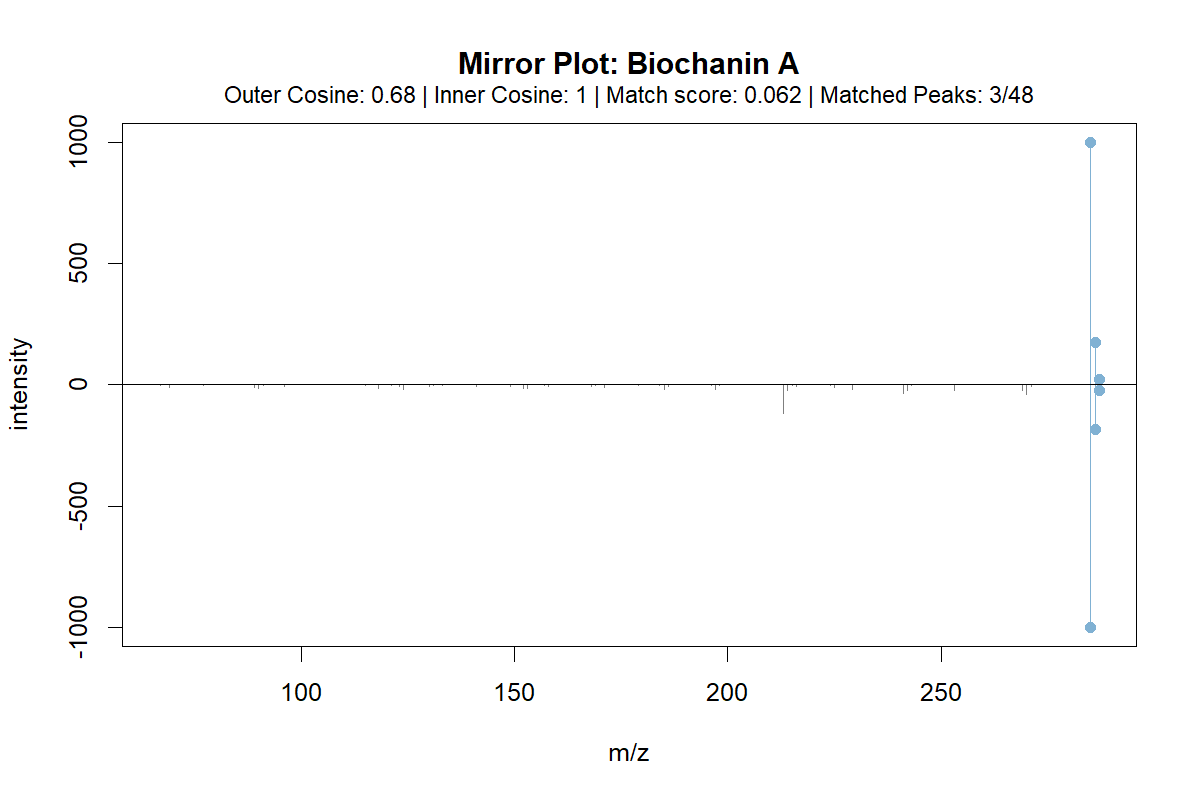 Mirror Plot: Biochanin A
Outer Cosine: 0.68 | Inner Cosine: 1 | Match score: 0.062 | Matched Peaks: 3/48
1000
500
0
-500
-1000
intensity
100 150 200 250
m/z